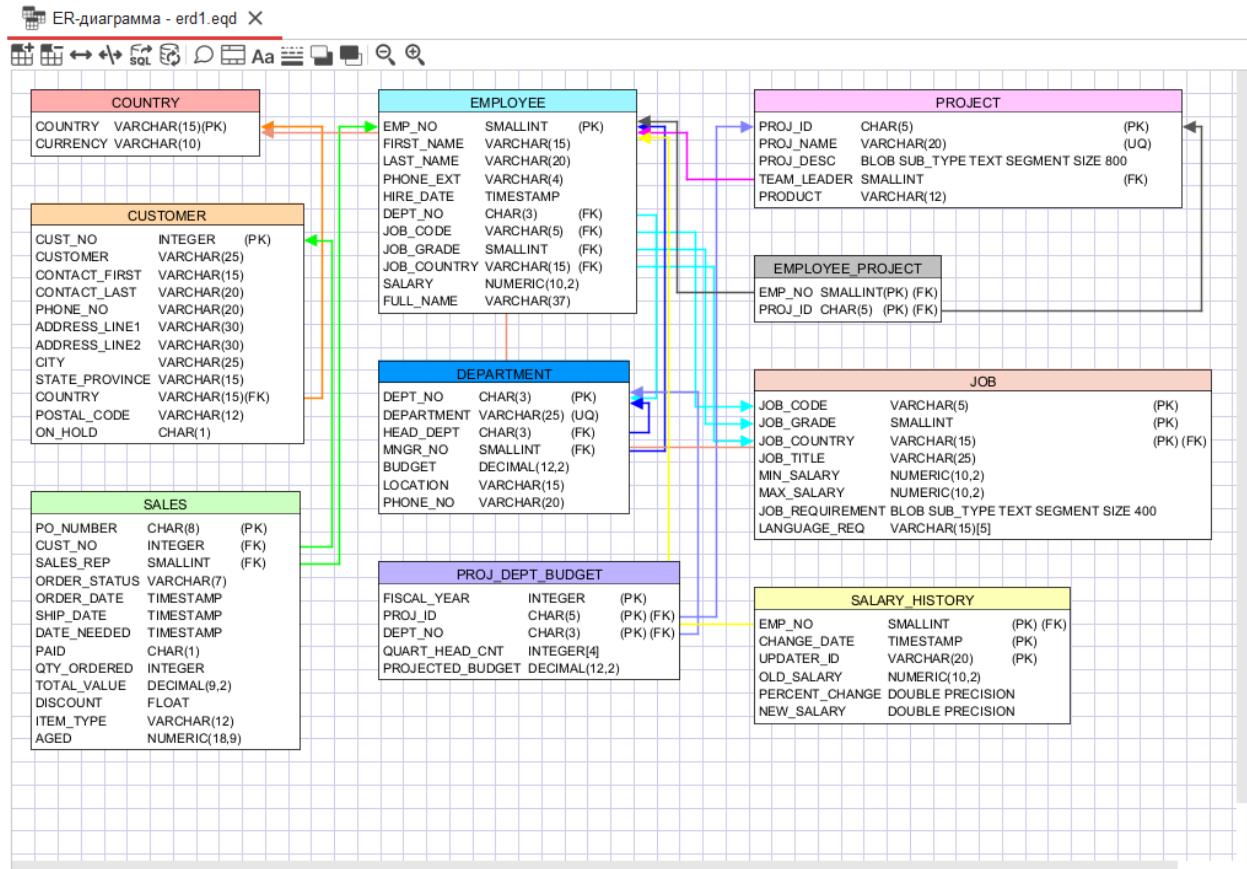 ER-диаграмма - erd1.eqd
SQL
Aa
COUNTRY
COUNTRY VARCHAR(15)(PK)
CURRENCY VARCHAR(10)
CUSTOMER
CUST_NO INTEGER (PK)
CUSTOMER VARCHAR(25)
CONTACT_FIRST VARCHAR(15)
CONTACT_LAST VARCHAR(20)
PHONE_NO VARCHAR(20)
ADDRESS_LINE1 VARCHAR(30)
ADDRESS_LINE2 VARCHAR(30)
CITY VARCHAR(25)
STATE_PROVINCE VARCHAR(15)
COUNTRY VARCHAR(15)(FK)
POSTAL_CODE VARCHAR(12)
ON_HOLD CHAR(1)
SALES
PO_NUMBER CHAR(8) (PK)
CUST_NO INTEGER (FK)
SALES_REP SMALLINT (FK)
ORDER_STATUS VARCHAR(7)
ORDER_DATE TIMESTAMP
SHIP_DATE TIMESTAMP
DATE_NEEDED TIMESTAMP
PAID CHAR(1)
QTY_ORDERED INTEGER
TOTAL_VALUE DECIMAL(9,2)
DISCOUNT FLOAT
ITEM_TYPE VARCHAR(12)
AGED NUMERIC(18,9)
EMPLOYEE
EMP_NO SMALLINT (PK)
FIRST_NAME VARCHAR(15)
LAST_NAME VARCHAR(20)
PHONE_EXT VARCHAR(4)
HIRE_DATE TIMESTAMP
DEPT_NO CHAR(3) (FK)
JOB_CODE VARCHAR(5) (FK)
JOB_GRADE SMALLINT (FK)
JOB_COUNTRY VARCHAR(15) (FK)
SALARY NUMERIC(10,2)
FULL_NAME VARCHAR(37)
DEPARTMENT
DEPT_NO CHAR(3) (PK)
DEPARTMENT VARCHAR(25) (UQ)
HEAD_DEPT CHAR(3) (FK)
MNGR_NO SMALLINT (FK)
BUDGET DECIMAL(12,2)
LOCATION VARCHAR(15)
PHONE_NO VARCHAR(20)
PROJ_DEPT_BUDGET
FISCAL_YEAR INTEGER (PK)
PROJ_ID CHAR(5) (PK)(FK)
DEPT_NO CHAR(3) (PK)(FK)
QUART_HEAD_CNT INTEGER[4]
PROJECTED_BUDGET DECIMAL(12,2)
PROJECT
PROJ_ID CHAR(5) (PK)
PROJ_NAME VARCHAR(20) (UQ)
PROJ_DESC BLOB SUB_TYPE TEXT SEGMENT SIZE 800
TEAM_LEADER SMALLINT (FK)
PRODUCT VARCHAR(12)
EMPLOYEE_PROJECT
EMP_NO SMALLINT(PK) (FK)
PROJ_ID CHAR(5) (PK) (FK)
JOB
JOB_CODE VARCHAR(5) (PK)
JOB_GRADE SMALLINT (PK)
JOB_COUNTRY VARCHAR(15) (PK) (FK)
JOB_TITLE VARCHAR(25)
MIN_SALARY NUMERIC(10,2)
MAX_SALARY NUMERIC(10,2)
JOB_REQUIREMENT BLOB SUB_TYPE TEXT SEGMENT SIZE 400
LANGUAGE_REQ VARCHAR(15)[5]
SALARY_HISTORY
EMP_NO SMALLINT (PK) (FK)
CHANGE_DATE TIMESTAMP (PK)
UPDATER_ID VARCHAR(20) (PK)
OLD_SALARY NUMERIC(10,2)
PERCENT_CHANGE DOUBLE PRECISION
NEW_SALARY DOUBLE PRECISION